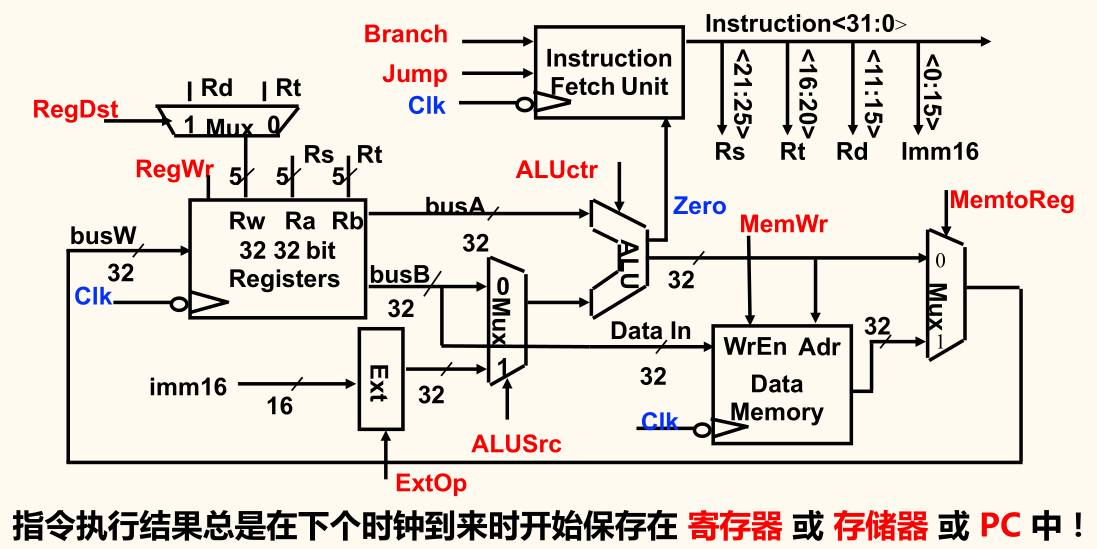 Instruction<31:0>
Branch
Jump
Clk
Instruction
Fetch Unit
<21:25>
<16:20>
<11:15>
<0:15>
Rs
Rt
Rd
Imm16
Rd
Rt
RegDst
1 Mux 0
RegWr
5
5
5
Rs
Rt
Rw Ra Rb
32 32 bit
Registers
busW
32
Clk
busA
32
busB
32
ALUctr
ALU
Zero
32
0
Mux
1
ALUSrc
imm16
16
Ext
32
ExtOp
Data In
32
MemWr
WrEn Adr
Data
Memory
Clk
32
MemtoReg
0
Mux
1
指令执行结果总是在下个时钟到来时开始保存在 寄存器 或 存储器 或 PC 中！